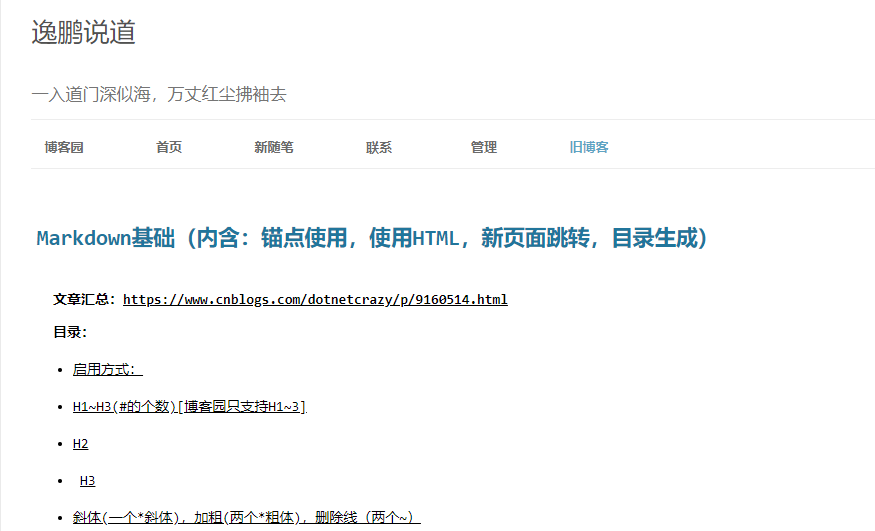 逸鹏说道
一入道门深似海，万丈红尘拂袖去
博客园 首页 新随笔 联系 管理 旧博客
Markdown基础（内含：锚点使用，使用HTML，新页面跳转，目录生成）
文章汇总：https://www.cnblogs.com/dotnetcrazy/p/9160514.html
目录：
启用方式：
H1~H3(#的个数)[博客园只支持H1~3]
H2
H3
斜体(一个*斜体)，加粗(两个*粗体)，删除线（两个~）